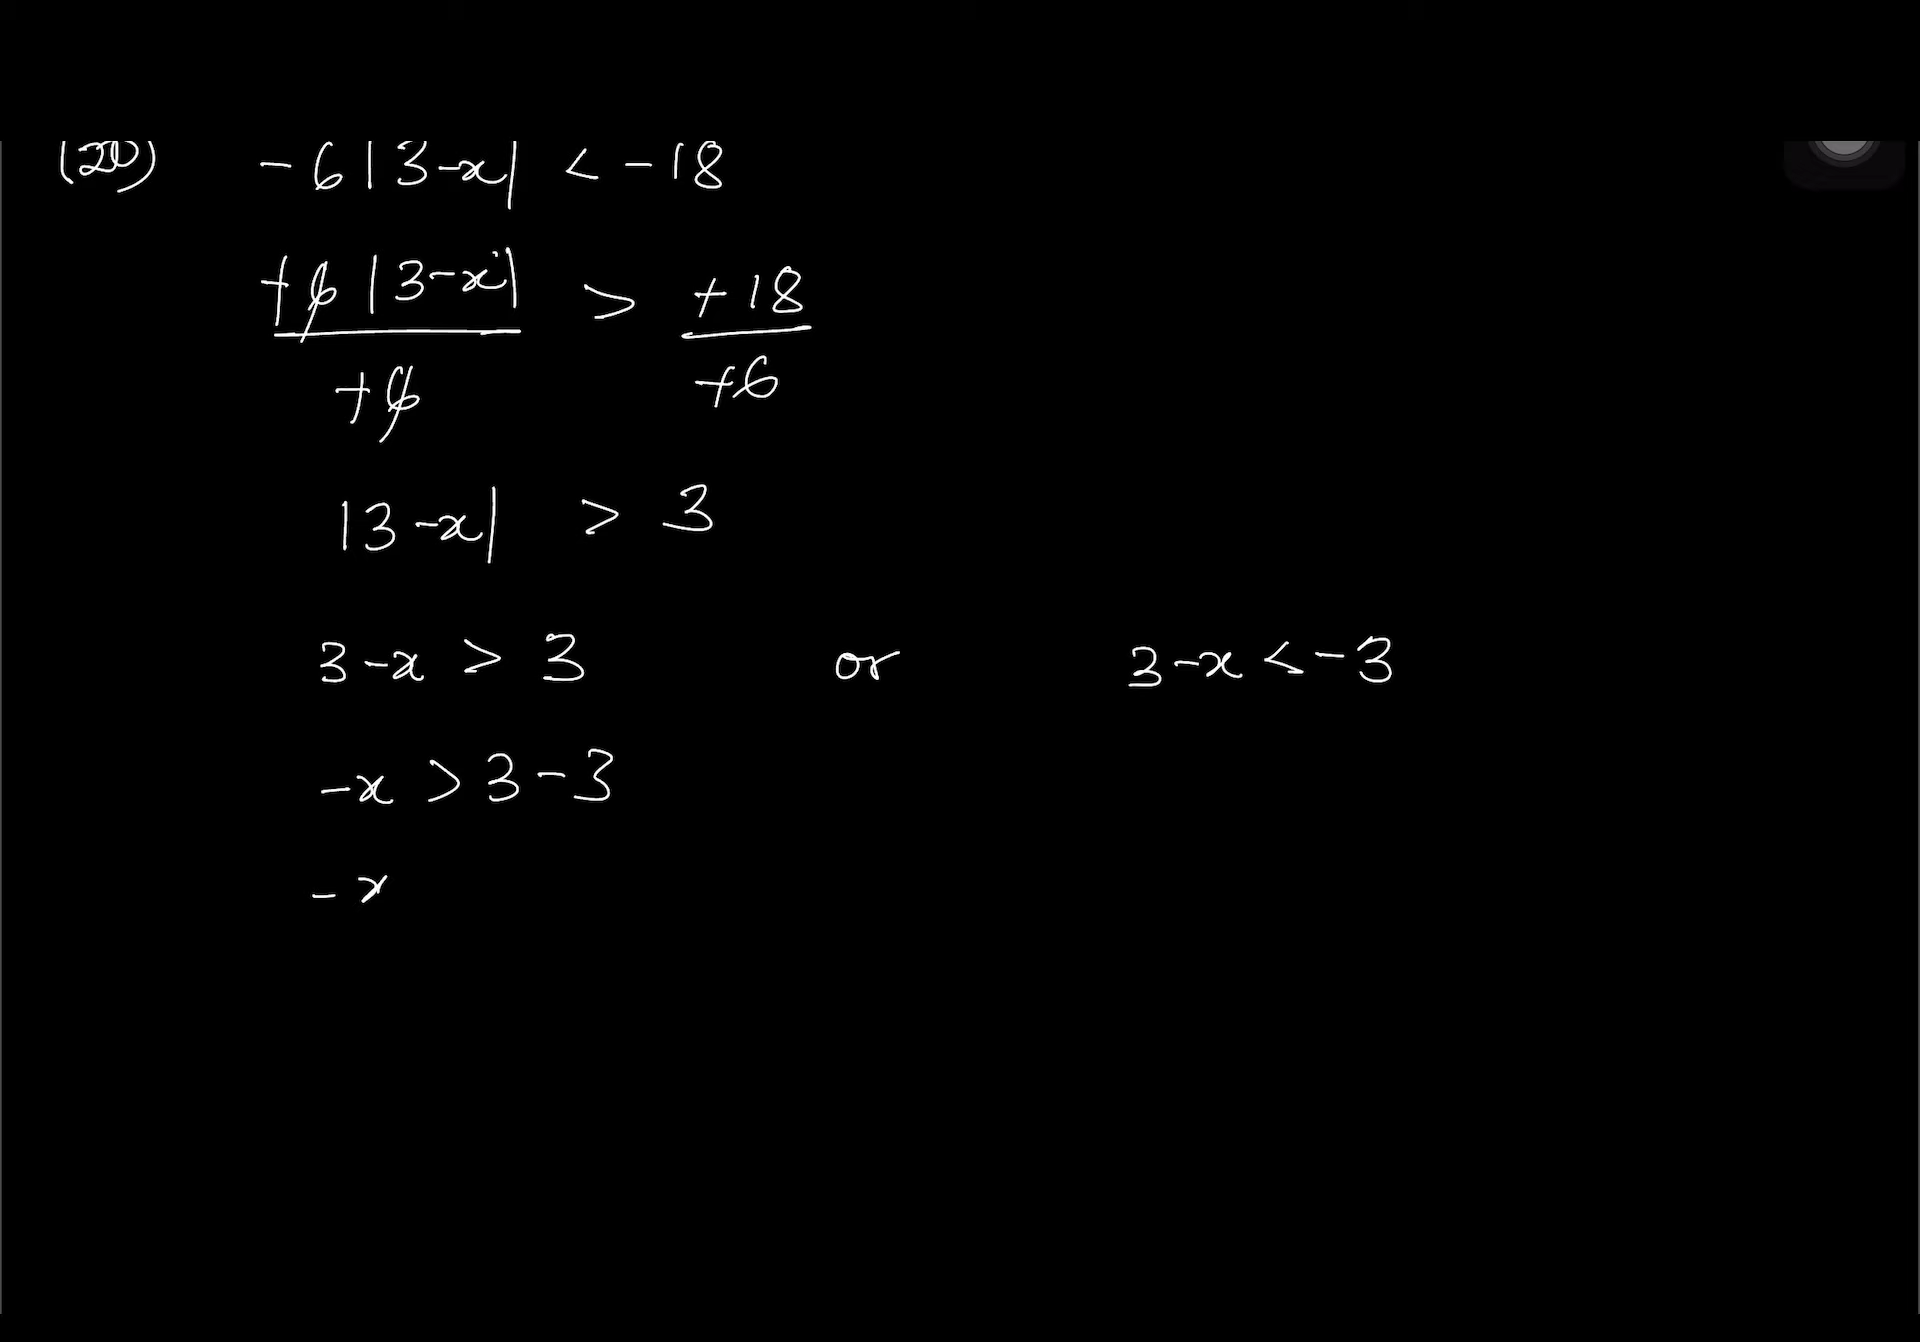 (20) -6|3-x| < -18
+6|3-x| > +18
+6 +6
|3-x| > 3
3-x > 3 or 3-x < -3
-x > 3-3
-x